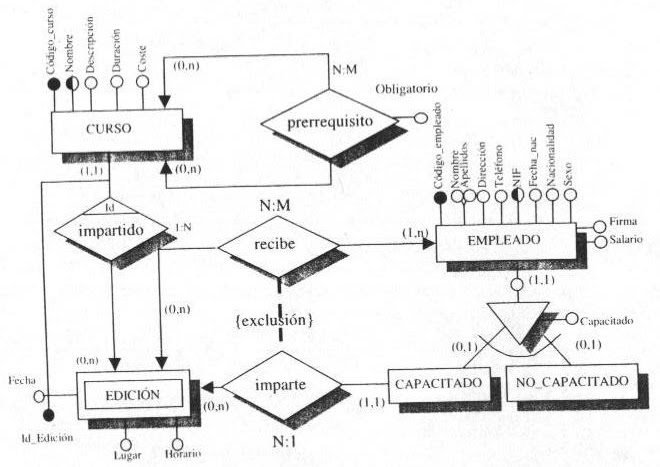 Código_curso
Nombre
Descripción
Duración
Coste
(0,n)
N:M
Obligatorio
prerrequisito
CURSO
(0,n)
(1,1)
Id
impartido
1:N
N:M
recibe
(1,n)
Código_empleado
Nombre
Apellidos
Dirección
Teléfono
NIF
Fecha_nac
Nacionalidad
Sexo
Firma
Salario
EMPLEADO
(1,1)
Capacitado
(0,1)
(0,1)
(0,n)
{exclusión}
(0,n)
Fecha
EDICIÓN
(0,n)
imparte
(1,1)
CAPACITADO
NO_CAPACITADO
Id_Edición
Lugar
Horario
N:1